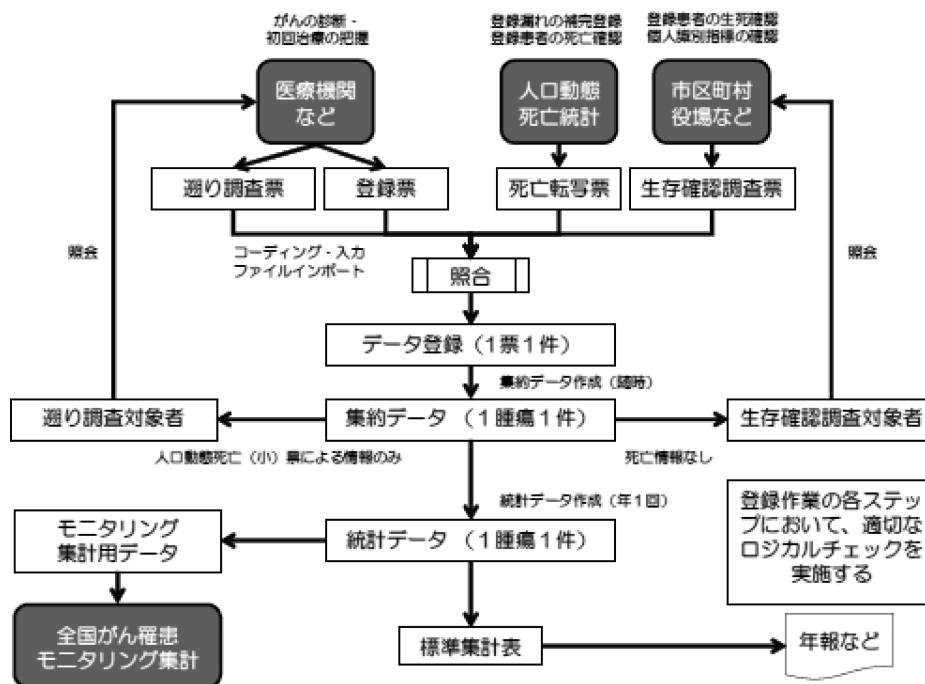 がんの診断・
初回治療の把握
登録漏れの補完登録
登録患者の死亡確認
登録患者の生死確認
個人識別指標の確認
医療機関
など
人口動態
死亡統計
市区町村
役場など
遡り調査票
登録票
死亡転写票
生存確認調査票
照会
コーディング・入力
ファイルインポート
照会
照合
データ登録(1票1件)
集約データ作成(随時)
遡り調査対象者
集約データ (1腫瘍1件)
生存確認調査対象者
人口動態死亡(小)票による情報のみ
死亡情報なし
統計データ作成(年1回)
モニタリング
集計用データ
統計データ (1腫瘍1件)
登録作業の各ステッ
プにおいて、適切な
ロジカルチェックを
実施する
全国がん罹患
モニタリング集計
標準集計表
年報など